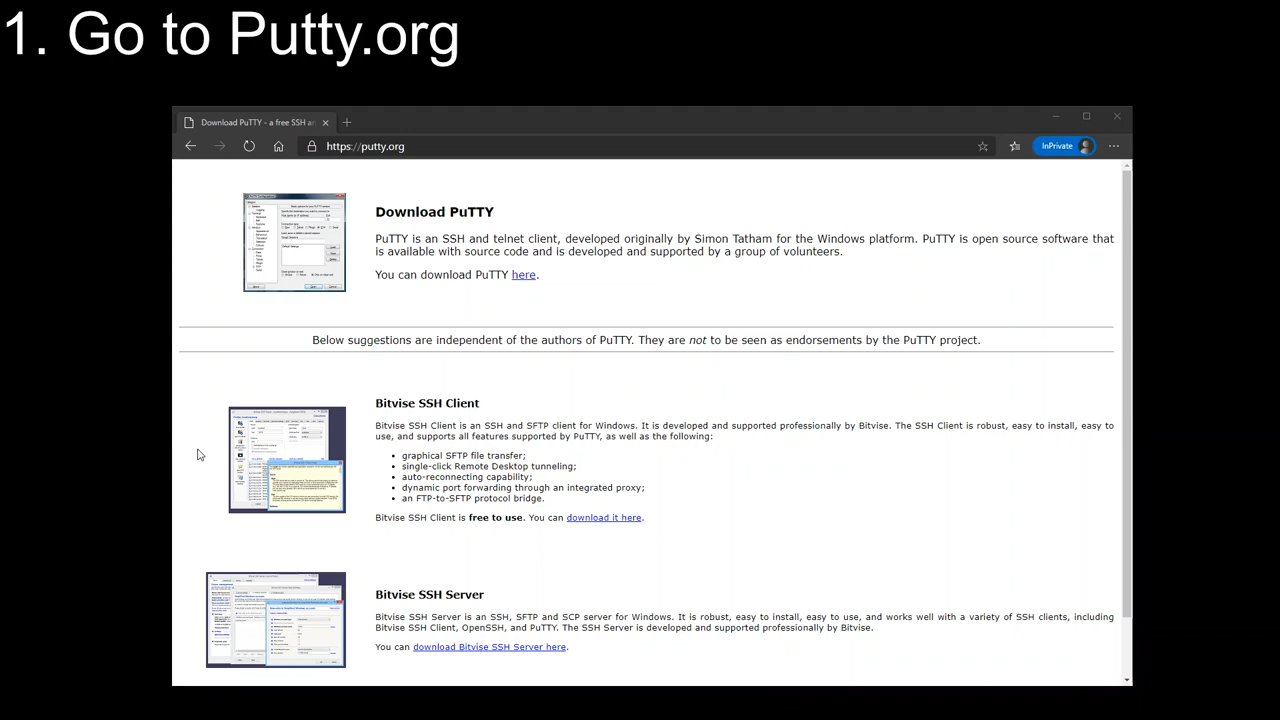 1. Go to Putty.org
Download PuTTY - a free SSH an
https://putty.org
InPrivate
Download PuTTY
PuTTY is an SSH and telnet client, developed originally by Simon Tatham for the Windows platform. PuTTY is open source software that
is available with source code and is developed and supported by a group of volunteers.
You can download PuTTY here.
Below suggestions are independent of the authors of PuTTY. They are not to be seen as endorsements by the PuTTY project.
Bitvise SSH Client
Bitvise SSH Client is an SSH and SFTP client for Windows. It is developed and supported professionally by Bitvise. The SSH Client is robust, easy to install, easy to
use, and supports all features supported by PuTTY, as well as the following:
• graphical SFTP file transfer;
• single-click Remote Desktop tunneling;
• auto-reconnecting capability;
• dynamic port forwarding through an integrated proxy;
• an FTP-to-SFTP protocol bridge.
Bitvise SSH Client is free to use. You can download it here.
Bitvise SSH Server
Bitvise SSH Server is an SSH, SFTP and SCP server for Windows. It is robust, easy to install, easy to use, and works well with a variety of SSH clients, including
Bitvise SSH Client, OpenSSH, and PuTTY. The SSH Server is developed and supported professionally by Bitvise.
You can download Bitvise SSH Server here.